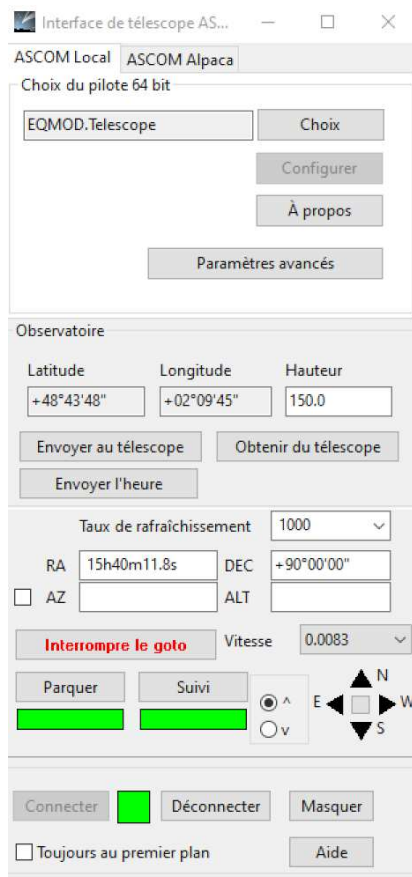 Interface de télescope AS...
ASCOM Local ASCOM Alpaca
Choix du pilote 64 bit
EQMOD.Telescope Choix
Configurer
À propos
Paramètres avancés
Observatoire
Latitude Longitude Hauteur
+48°43'48" +02°09'45" 150.0
Envoyer au télescope Obtenir du télescope
Envoyer l'heure
Taux de rafraîchissement 1000
RA 15h40m11.8s DEC +90°00'00"
AZ ALT
Interrompre le goto Vitesse 0.0083
Parquer Suivi N
^ E W
v S
Connecter Déconnecter Masquer
Toujours au premier plan Aide